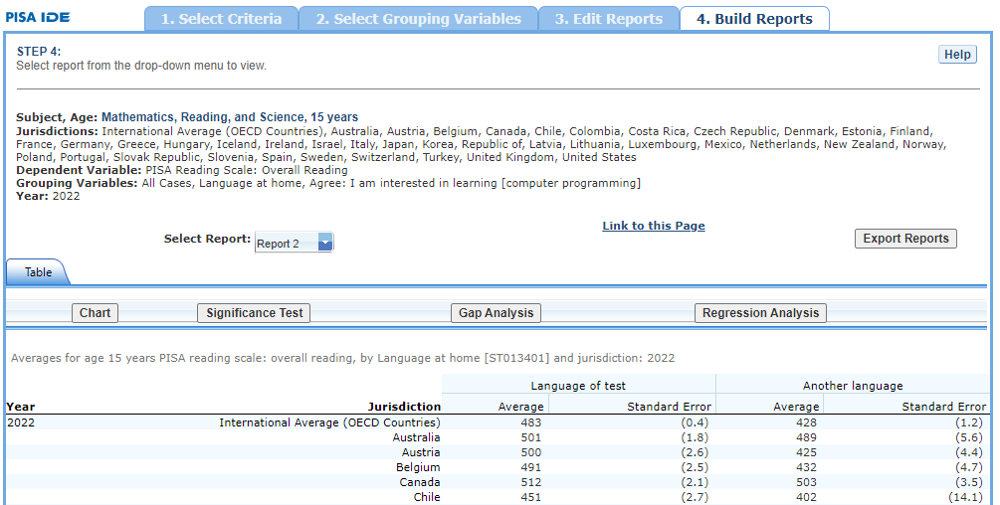 PISA IDE
1. Select Criteria 2. Select Grouping Variables 3. Edit Reports 4. Build Reports
STEP 4:
Select report from the drop-down menu to view.
Help
Subject, Age: Mathematics, Reading, and Science, 15 years
Jurisdictions: International Average (OECD Countries), Australia, Austria, Belgium, Canada, Chile, Colombia, Costa Rica, Czech Republic, Denmark, Estonia, Finland,
France, Germany, Greece, Hungary, Iceland, Ireland, Israel, Italy, Japan, Korea, Republic of, Latvia, Lithuania, Luxembourg, Mexico, Netherlands, New Zealand, Norway,
Poland, Portugal, Slovak Republic, Slovenia, Spain, Sweden, Switzerland, Turkey, United Kingdom, United States
Dependent Variable: PISA Reading Scale: Overall Reading
Grouping Variables: All Cases, Language at home, Agree: I am interested in learning [computer programming]
Year: 2022
Link to this Page
Select Report: Report 2
Export Reports
Table
Chart Significance Test Gap Analysis Regression Analysis
Averages for age 15 years PISA reading scale: overall reading, by Language at home [ST013401] and jurisdiction: 2022
Language of test Another language
Year Jurisdiction Average Standard Error Average Standard Error
2022 International Average (OECD Countries) 483 (0.4) 428 (1.2)
Australia 501 (1.8) 489 (5.6)
Austria 500 (2.6) 425 (4.4)
Belgium 491 (2.5) 432 (4.7)
Canada 512 (2.1) 503 (3.5)
Chile 451 (2.7) 402 (14.1)